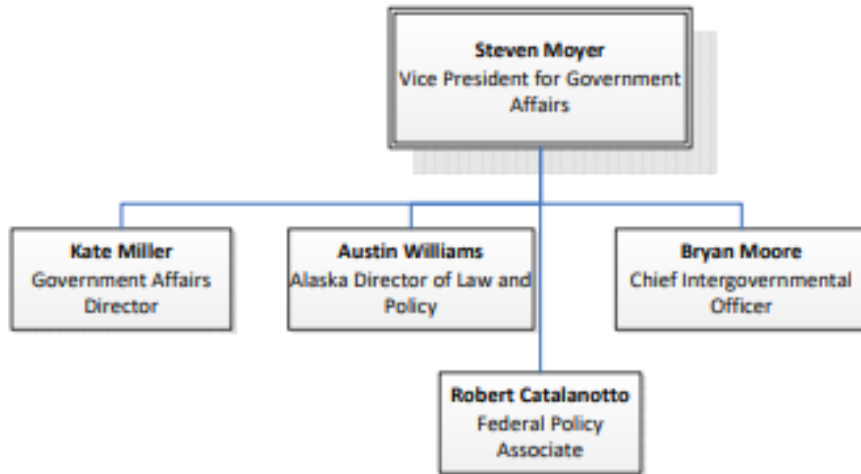 Steven Moyer
Vice President for Government
Affairs
Kate Miller
Government Affairs
Director
Austin Williams
Alaska Director of Law and
Policy
Bryan Moore
Chief Intergovernmental
Officer
Robert Catalanotto
Federal Policy
Associate